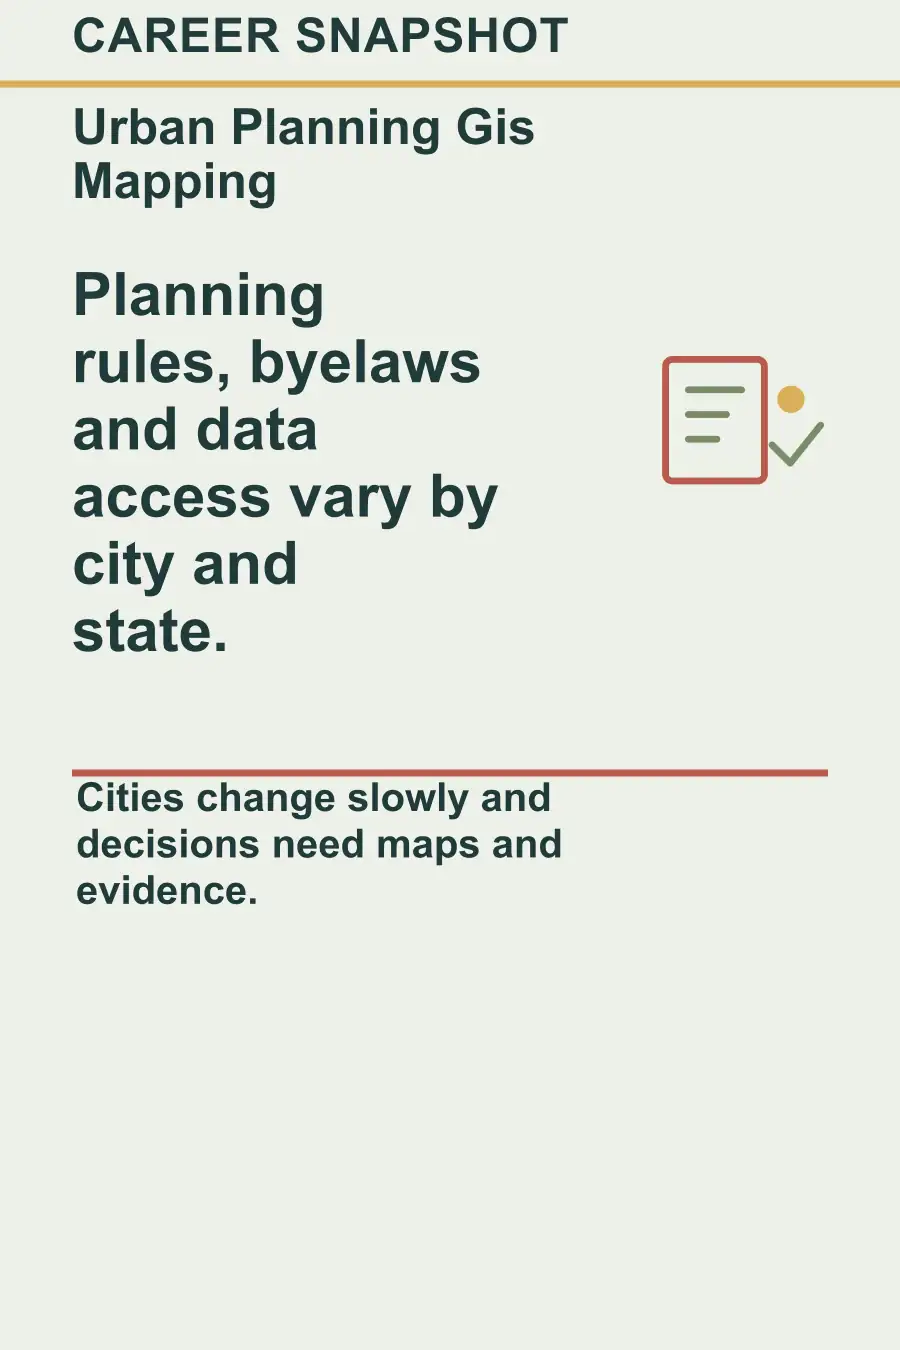 CAREER SNAPSHOT
Urban Planning Gis
Mapping
Planning
rules, byelaws
and data
access vary by
city and
state.
Cities change slowly and
decisions need maps and
evidence.